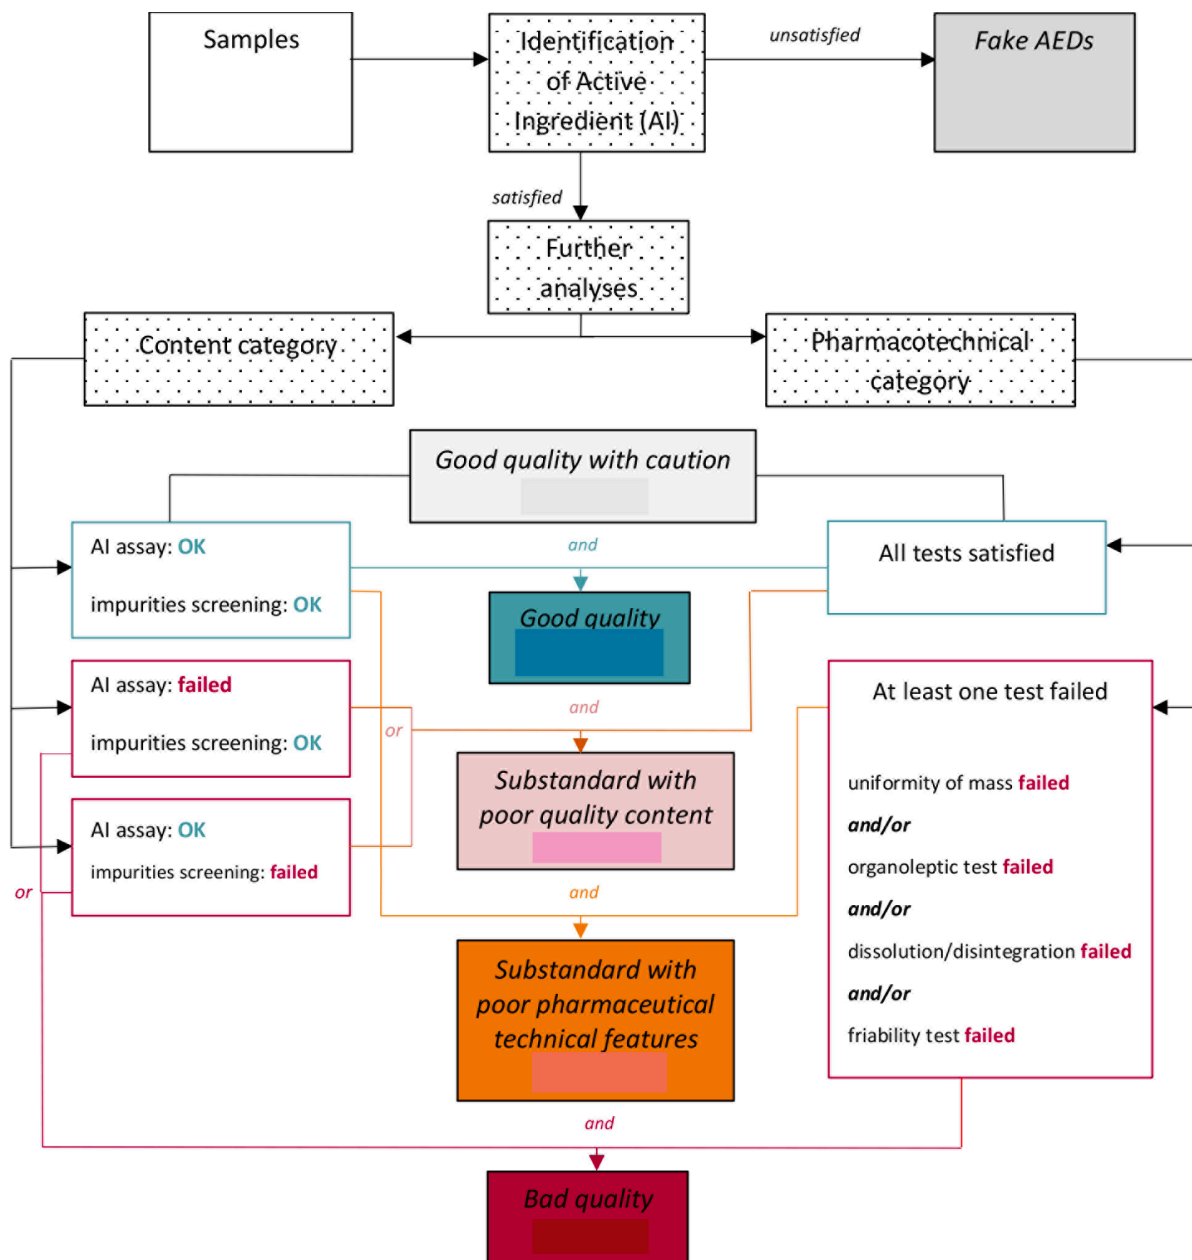 Samples
Identification
of Active
Ingredient (AI)
unsatisfied
Fake AEDs
satisfied
Further
analyses
Content category
Pharmacotechnical
category
Good quality with caution
AI assay: OK
impurities screening: OK
and
All tests satisfied
Good quality
AI assay: failed
impurities screening: OK
or
and
Substandard with
poor quality content
AI assay: OK
impurities screening: failed
or
and
Substandard with
poor pharmaceutical
technical features
At least one test failed
uniformity of mass failed
and/or
organoleptic test failed
and/or
dissolution/disintegration failed
and/or
friability test failed
and
Bad quality